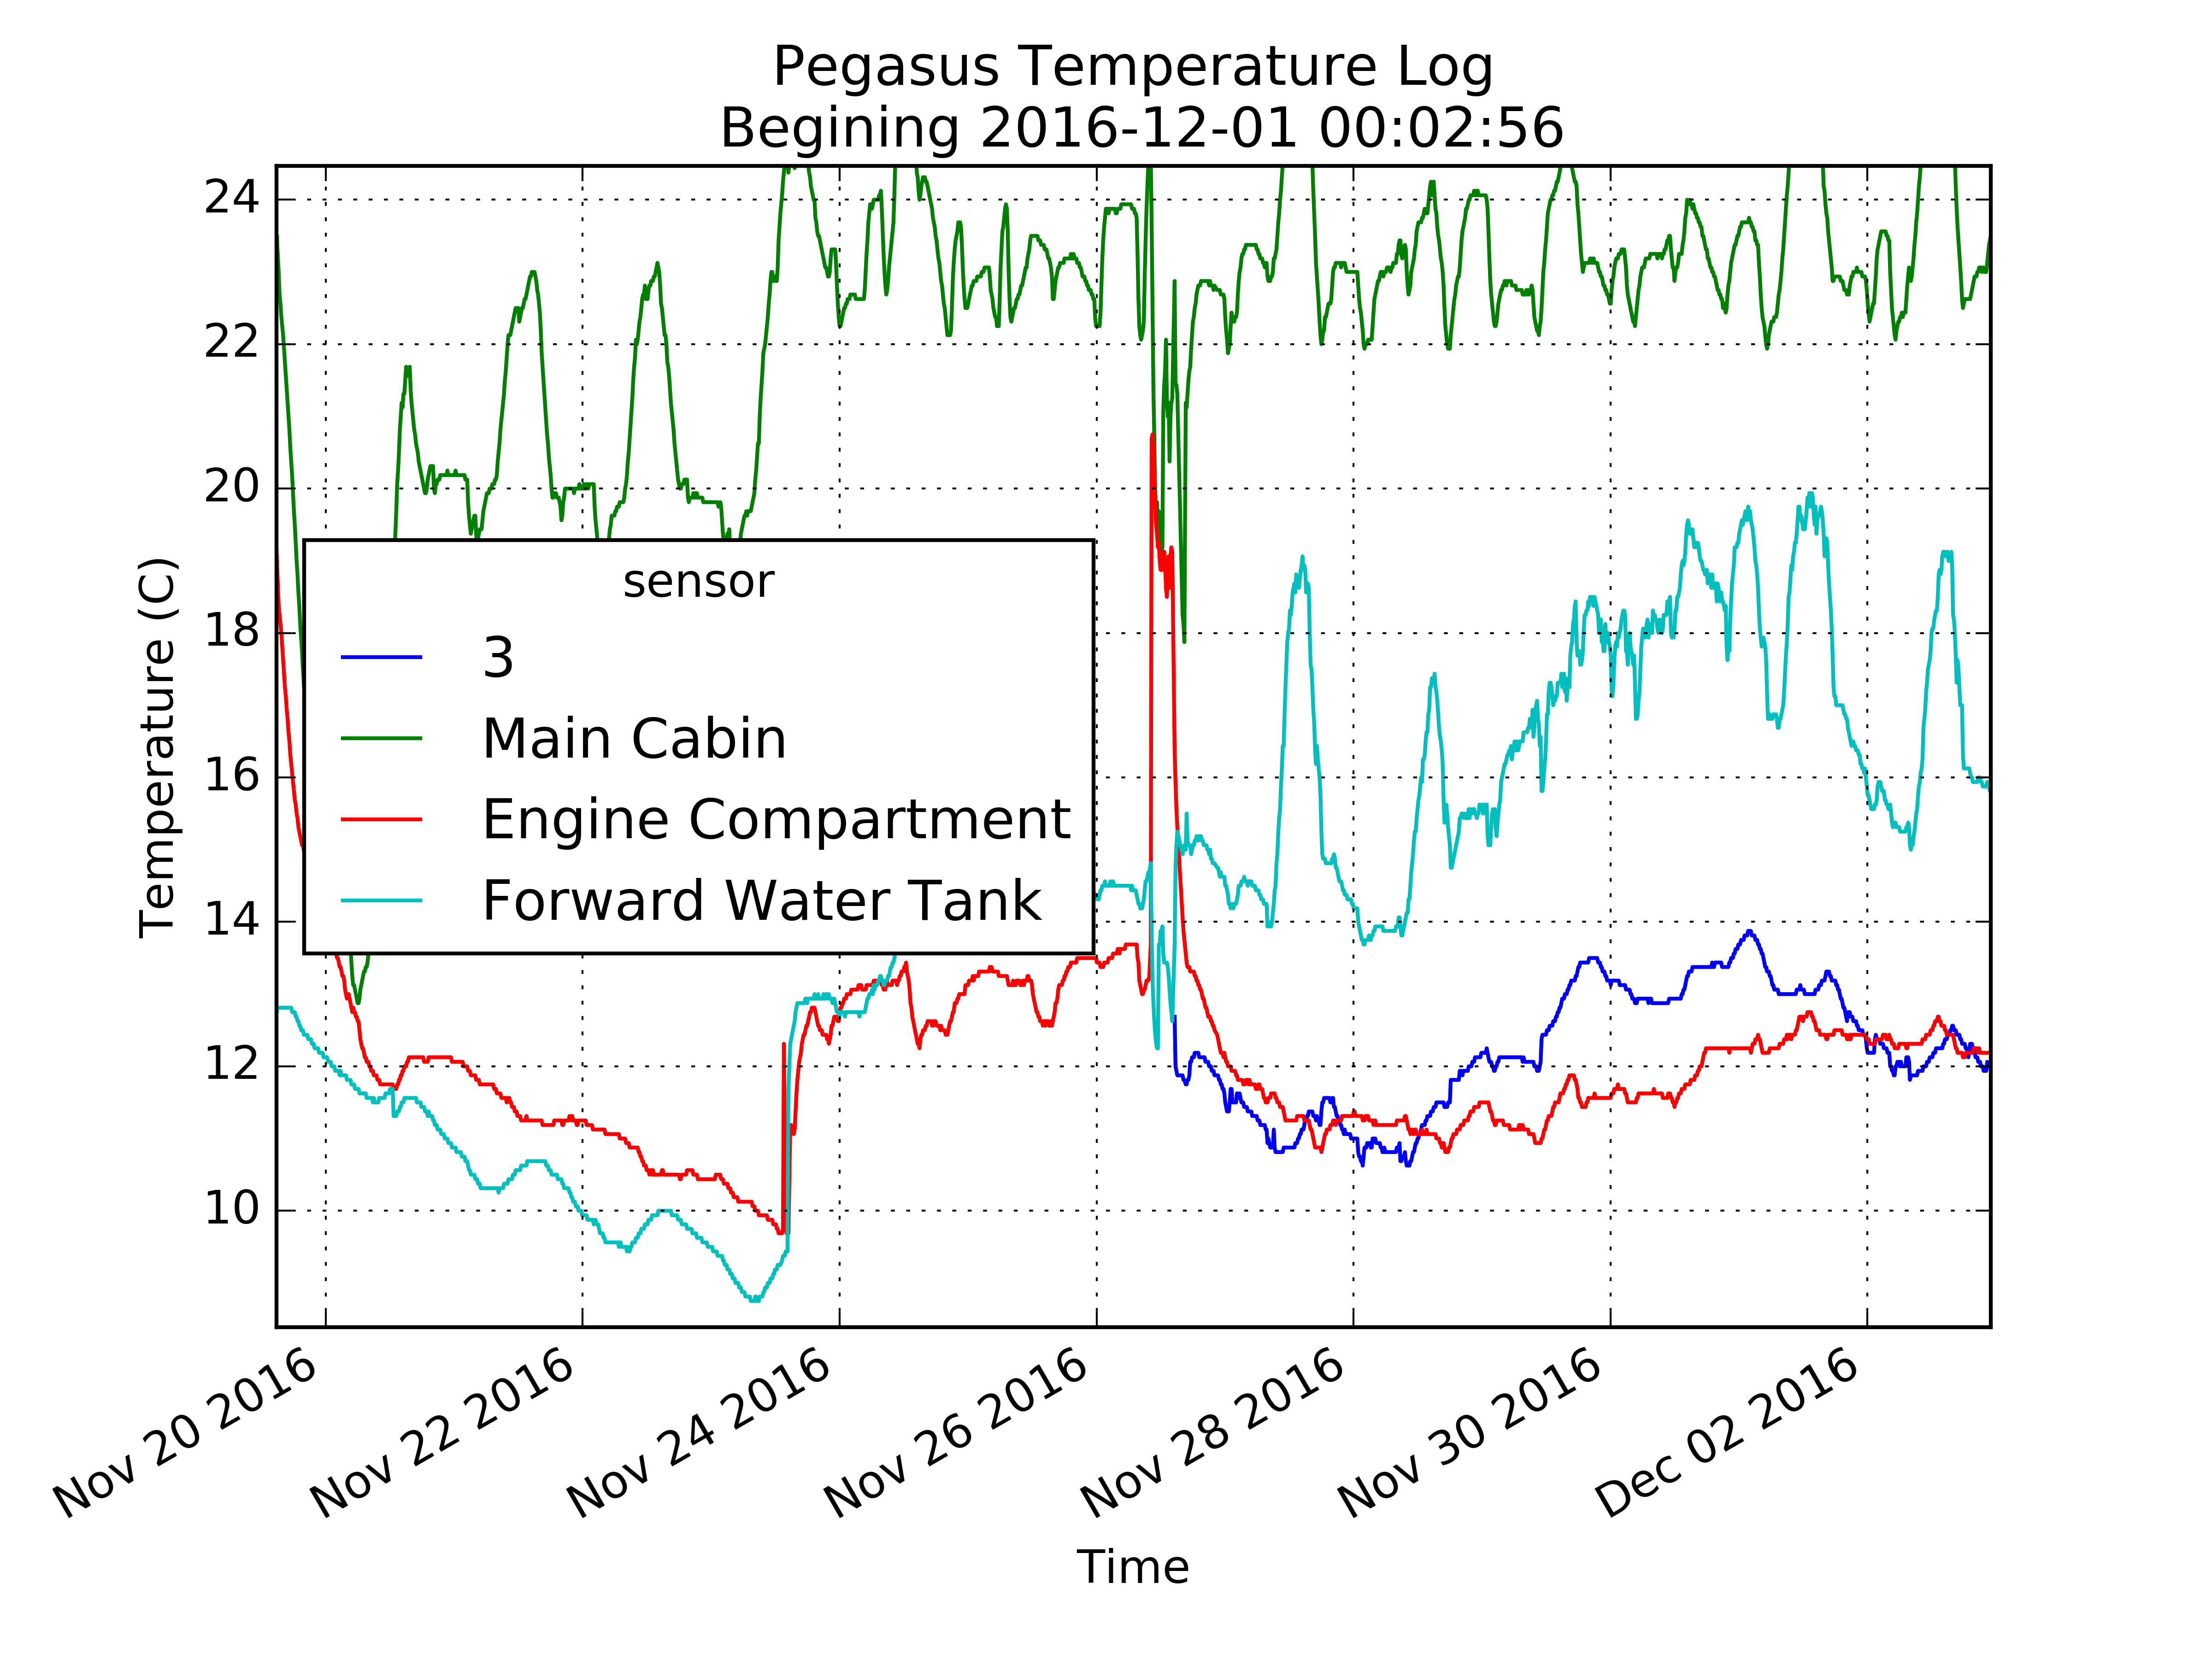 Pegasus Temperature Log
Begining 2016-12-01 00:02:56
Temperature (C)
24
22
20
18
16
14
12
10
sensor
3
Main Cabin
Engine Compartment
Forward Water Tank
Nov 20 2016
Nov 22 2016
Nov 24 2016
Nov 26 2016
Nov 28 2016
Nov 30 2016
Dec 02 2016
Time